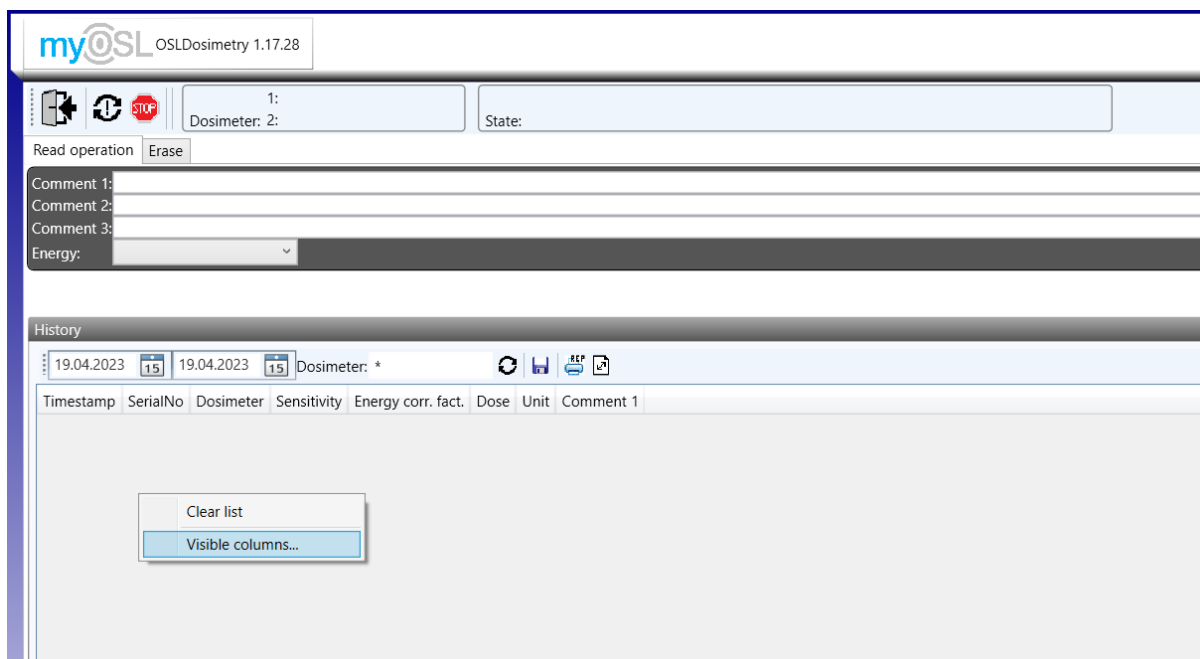 myOSL OSLDosimetry 1.17.28
STOP
1:
Dosimeter: 2:
State:
Read operation Erase
Comment 1:
Comment 2:
Comment 3:
Energy:
History
19.04.2023 15 19.04.2023 15 Dosimeter: * REP
Timestamp SerialNo Dosimeter Sensitivity Energy corr. fact. Dose Unit Comment 1
Clear list
Visible columns...